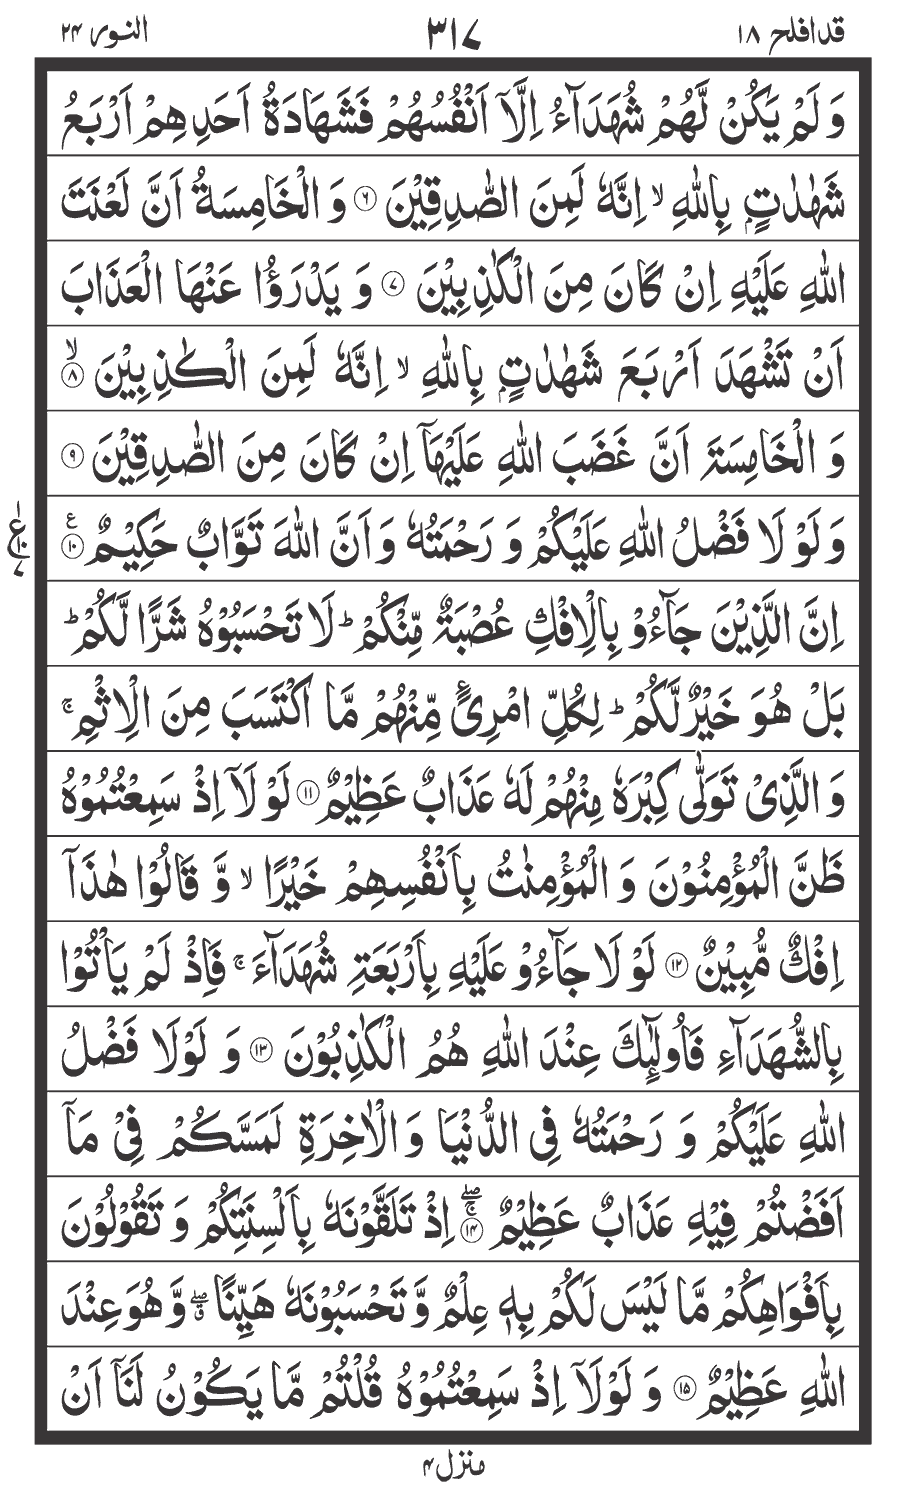 قد افلح ۱۸
۳۱۷
النور ۲۴
وَ لَمْ يَكُنْ لَّهُمْ شُهَدَآءُ اِلَّاۤ اَنْفُسُهُمْ فَشَهَادَةُ اَحَدِهِمْ اَرْبَعُ
شَهٰدٰتٍۭ بِاللّٰهِ ۙ اِنَّهٗ لَمِنَ الصّٰدِقِيْنَ ۶ وَ الْخَامِسَةُ اَنَّ لَعْنَتَ
اللّٰهِ عَلَيْهِ اِنْ كَانَ مِنَ الْكٰذِبِيْنَ ۷ وَ يَدْرَؤُا عَنْهَا الْعَذَابَ
اَنْ تَشْهَدَ اَرْبَعَ شَهٰدٰتٍۭ بِاللّٰهِ ۙ اِنَّهٗ لَمِنَ الْكٰذِبِيْنَ ۸ۙ
وَ الْخَامِسَةَ اَنَّ غَضَبَ اللّٰهِ عَلَيْهَاۤ اِنْ كَانَ مِنَ الصّٰدِقِيْنَ ۹
وَ لَوْ لَا فَضْلُ اللّٰهِ عَلَيْكُمْ وَ رَحْمَتُهٗ وَ اَنَّ اللّٰهَ تَوَّابٌ حَكِيْمٌ ۱۰ع
اِنَّ الَّذِيْنَ جَآءُوْ بِالْاِفْكِ عُصْبَةٌ مِّنْكُمْ ؕ لَا تَحْسَبُوْهُ شَرًّا لَّكُمْ ؕ
بَلْ هُوَ خَيْرٌ لَّكُمْ ؕ لِكُلِّ امْرِئٍ مِّنْهُمْ مَّا اكْتَسَبَ مِنَ الْاِثْمِ ۚ
وَ الَّذِيْ تَوَلّٰى كِبْرَهٗ مِنْهُمْ لَهٗ عَذَابٌ عَظِيْمٌ ۱۱ لَوْ لَاۤ اِذْ سَمِعْتُمُوْهُ
ظَنَّ الْمُؤْمِنُوْنَ وَ الْمُؤْمِنٰتُ بِاَنْفُسِهِمْ خَيْرًا ۙ وَّ قَالُوْا هٰذَاۤ
اِفْكٌ مُّبِيْنٌ ۱۲ لَوْ لَا جَآءُوْ عَلَيْهِ بِاَرْبَعَةِ شُهَدَآءَ ۚ فَاِذْ لَمْ يَاْتُوْا
بِالشُّهَدَآءِ فَاُولٰٓئِكَ عِنْدَ اللّٰهِ هُمُ الْكٰذِبُوْنَ ۱۳ وَ لَوْلَا فَضْلُ
اللّٰهِ عَلَيْكُمْ وَ رَحْمَتُهٗ فِي الدُّنْيَا وَ الْاٰخِرَةِ لَمَسَّكُمْ فِيْ مَاۤ
اَفَضْتُمْ فِيْهِ عَذَابٌ عَظِيْمٌ ۱۴ۚۖ اِذْ تَلَقَّوْنَهٗ بِاَلْسِنَتِكُمْ وَ تَقُوْلُوْنَ
بِاَفْوَاهِكُمْ مَّا لَيْسَ لَكُمْ بِهٖ عِلْمٌ وَّ تَحْسَبُوْنَهٗ هَيِّنًا ۖۗ وَّ هُوَ عِنْدَ
اللّٰهِ عَظِيْمٌ ۱۵ وَ لَوْلَاۤ اِذْ سَمِعْتُمُوْهُ قُلْتُمْ مَّا يَكُوْنُ لَنَاۤ اَنْ
منزل۴